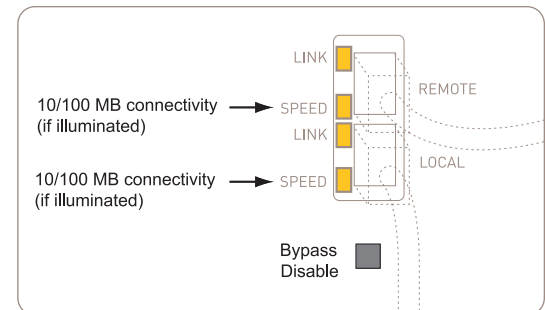 LINK
REMOTE
10/100 MB connectivity
(if illuminated)
SPEED
LINK
LOCAL
10/100 MB connectivity
(if illuminated)
SPEED
Bypass
Disable